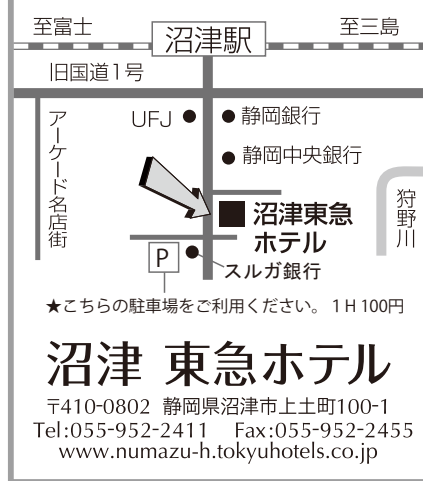 至富士
沼津駅
至三島
旧国道1号
UFJ
静岡銀行
静岡中央銀行
アーケード名店街
狩野川
沼津東急
ホテル
P
スルガ銀行
★こちらの駐車場をご利用ください。 1H100円
沼津 東急ホテル
〒410-0802 静岡県沼津市上土町100-1
Tel:055-952-2411 Fax:055-952-2455
www.numazu-h.tokyuhotels.co.jp